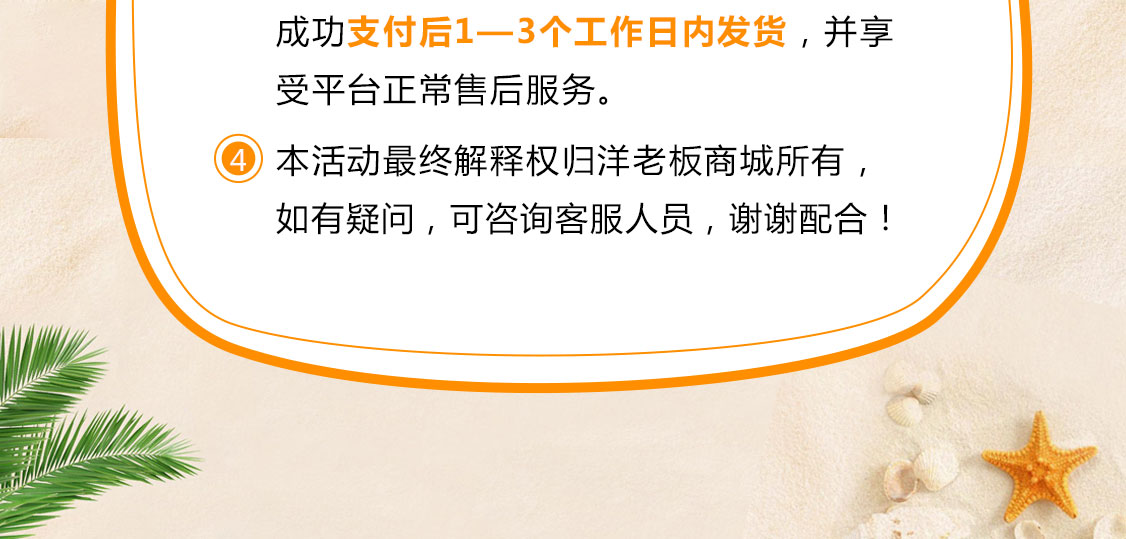 成功支付后1—3个工作日内发货，并享
受平台正常售后服务。
4 本活动最终解释权归洋老板商城所有，
如有疑问，可咨询客服人员，谢谢配合！